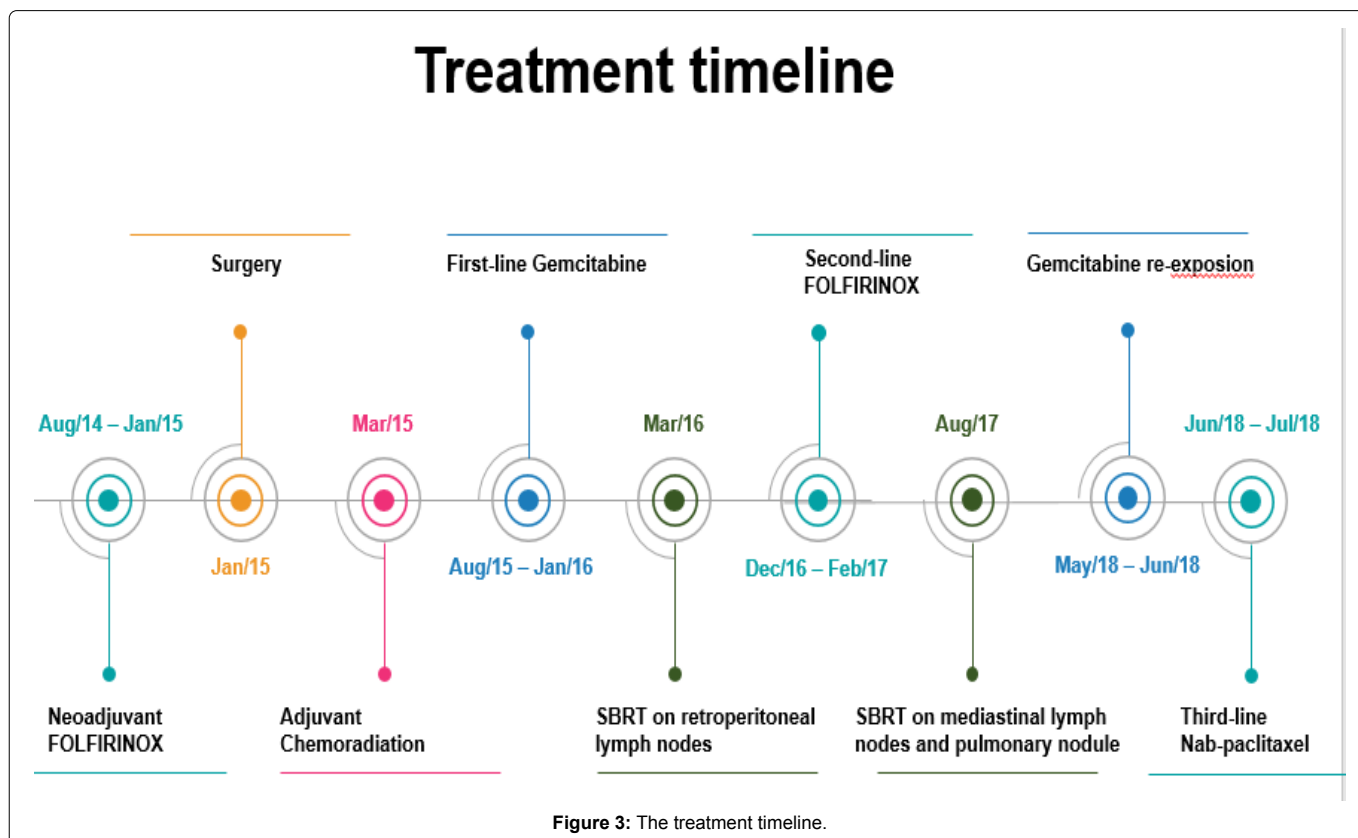 Treatment timeline
Surgery
First-line Gemcitabine
Second-line
FOLFIRINOX
Gemcitabine re-exposion
Aug/14 – Jan/15
Mar/15
Mar/16
Aug/17
Jun/18 – Jul/18
Jan/15
Aug/15 – Jan/16
Dec/16 – Feb/17
May/18 – Jun/18
Neoadjuvant
FOLFIRINOX
Adjuvant
Chemoradiation
SBRT on retroperitoneal
lymph nodes
SBRT on mediastinal lymph
nodes and pulmonary nodule
Third-line
Nab-paclitaxel
Figure 3: The treatment timeline.